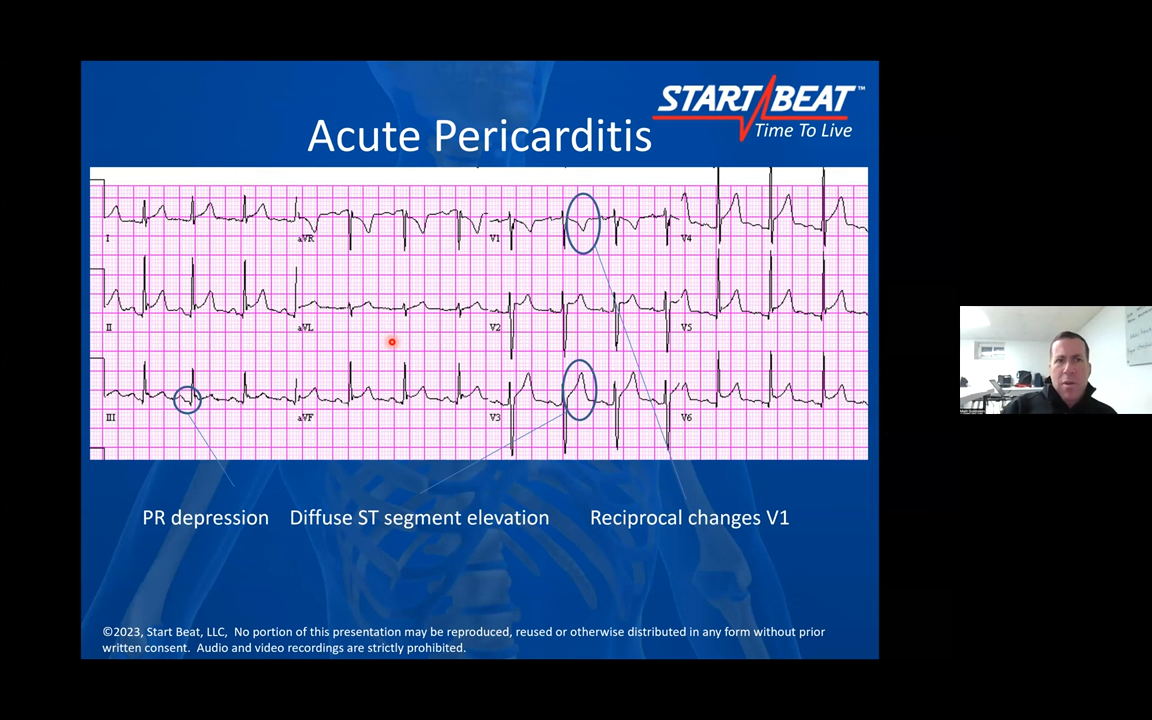 START BEAT™
Time To Live
Acute Pericarditis
I
aVR
V1
V4
II
aVL
V2
V5
III
aVF
V3
V6
PR depression
Diffuse ST segment elevation
Reciprocal changes V1
©2023, Start Beat, LLC, No portion of this presentation may be reproduced, reused or otherwise distributed in any form without prior
written consent. Audio and video recordings are strictly prohibited.